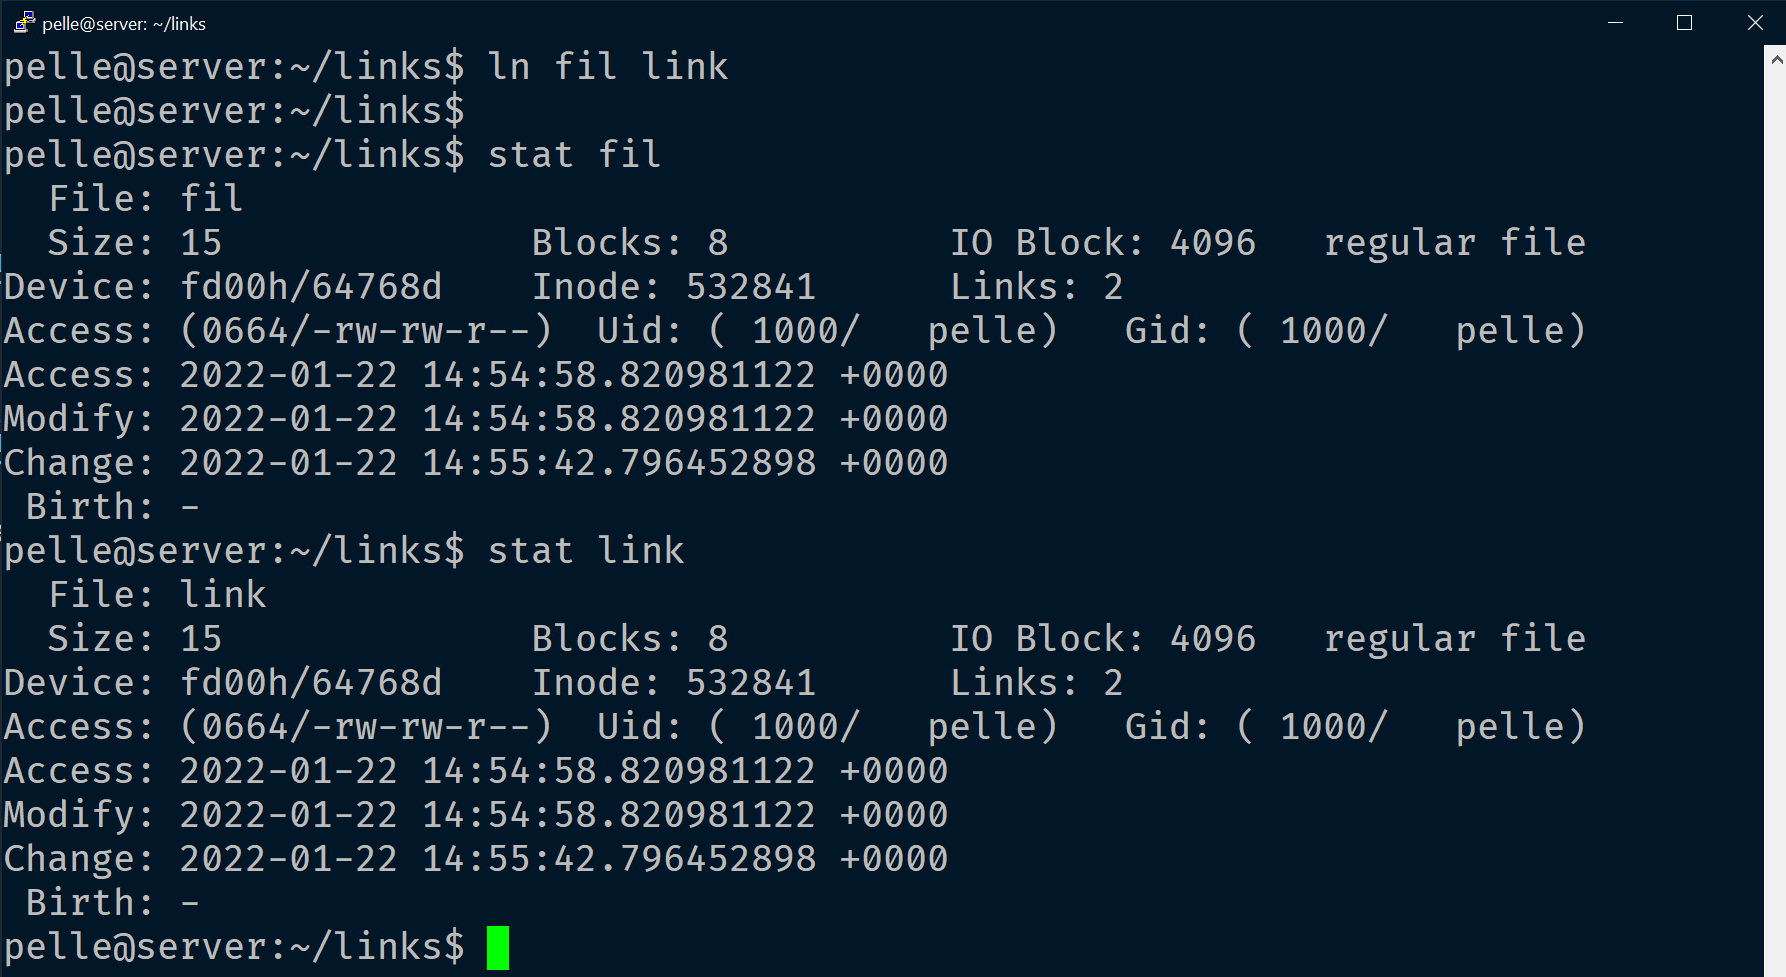 pelle@server: ~/links
pelle@server:~/links$ ln fil link
pelle@server:~/links$
pelle@server:~/links$ stat fil
  File: fil
  Size: 15              Blocks: 8          IO Block: 4096   regular file
Device: fd00h/64768d    Inode: 532841      Links: 2
Access: (0664/-rw-rw-r--)  Uid: ( 1000/   pelle)   Gid: ( 1000/   pelle)
Access: 2022-01-22 14:54:58.820981122 +0000
Modify: 2022-01-22 14:54:58.820981122 +0000
Change: 2022-01-22 14:55:42.796452898 +0000
 Birth: -
pelle@server:~/links$ stat link
  File: link
  Size: 15              Blocks: 8          IO Block: 4096   regular file
Device: fd00h/64768d    Inode: 532841      Links: 2
Access: (0664/-rw-rw-r--)  Uid: ( 1000/   pelle)   Gid: ( 1000/   pelle)
Access: 2022-01-22 14:54:58.820981122 +0000
Modify: 2022-01-22 14:54:58.820981122 +0000
Change: 2022-01-22 14:55:42.796452898 +0000
 Birth: -
pelle@server:~/links$